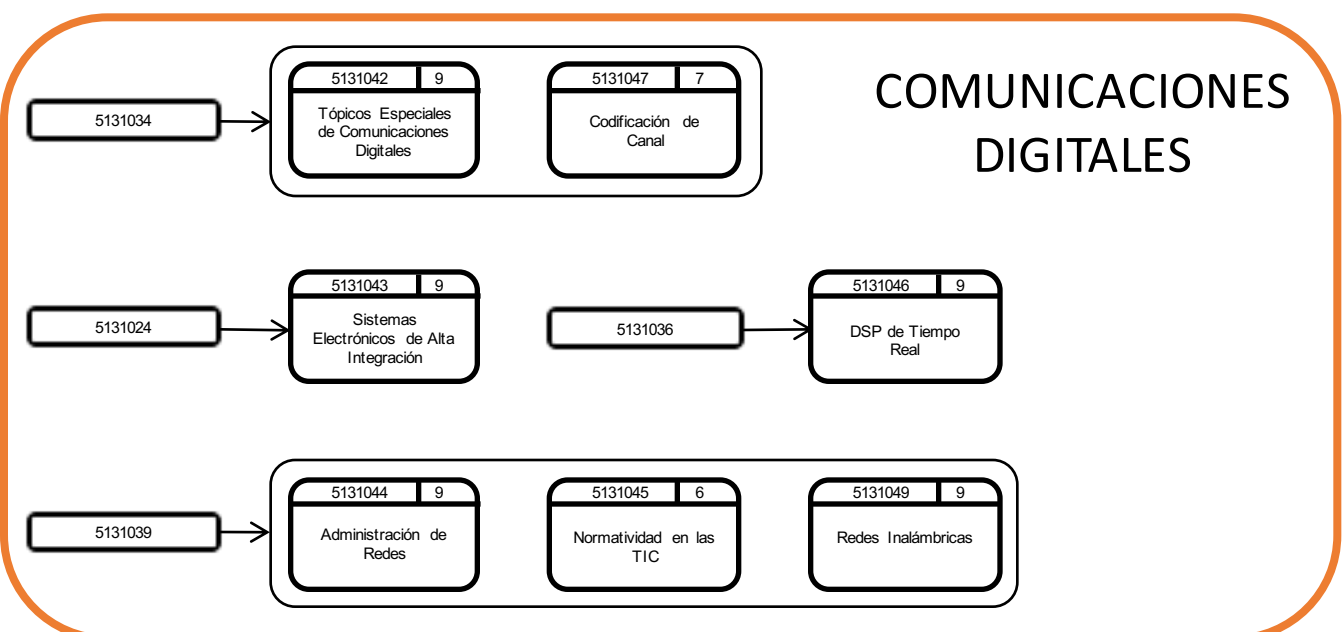 COMUNICACIONES
DIGITALES
5131034
5131042 9
Tópicos Especiales
de Comunicaciones
Digitales
5131047 7
Codificación de
Canal
5131024
5131043 9
Sistemas
Electrónicos de Alta
Integración
5131036
5131046 9
DSP de Tiempo
Real
5131039
5131044 9
Administración de
Redes
5131045 6
Normatividad en las
TIC
5131049 9
Redes Inalámbricas